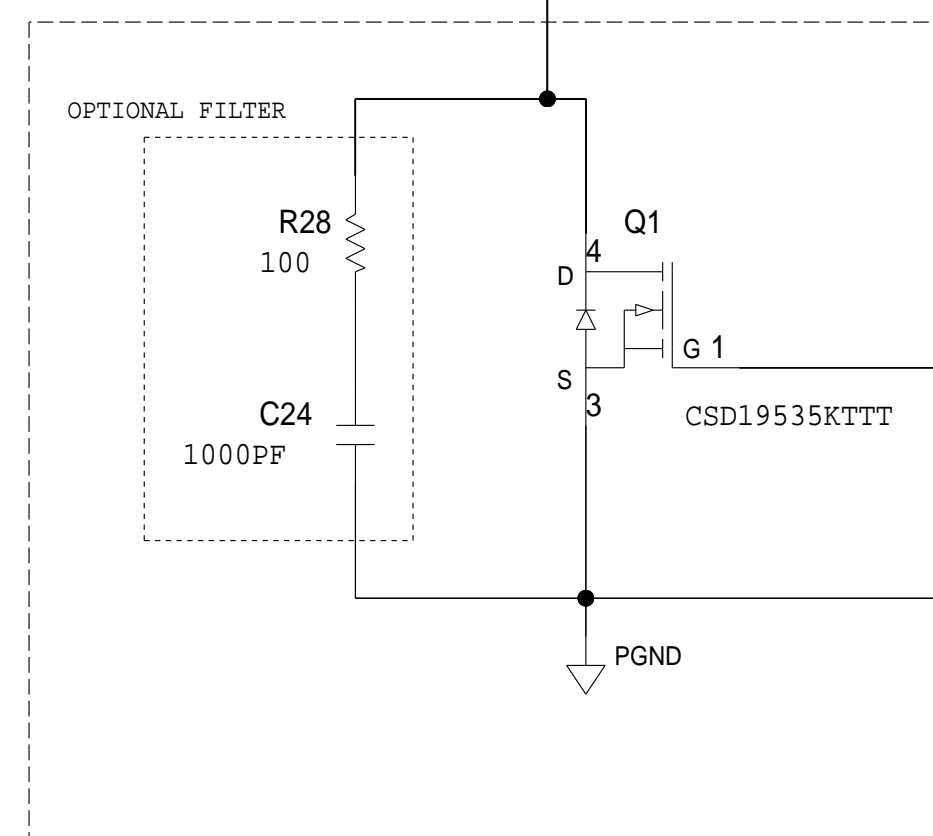 OPTIONAL FILTER
R28
100
C24
1000PF
Q1
4
D
G 1
S
3
CSD19535KTTT
PGND